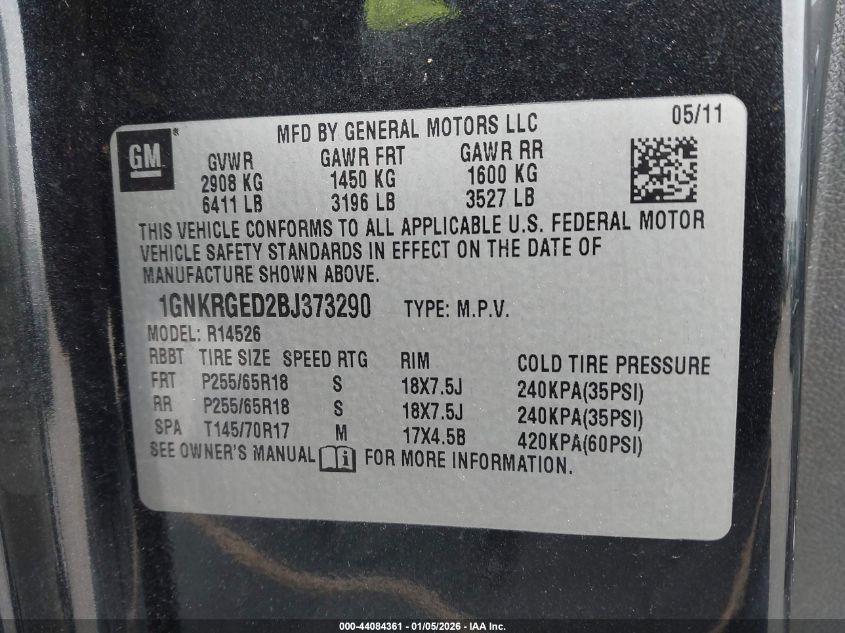 GM®
MFD BY GENERAL MOTORS LLC 05/11
GVWR GAWR FRT GAWR RR
2908 KG 1450 KG 1600 KG
6411 LB 3196 LB 3527 LB
THIS VEHICLE CONFORMS TO ALL APPLICABLE U.S. FEDERAL MOTOR
VEHICLE SAFETY STANDARDS IN EFFECT ON THE DATE OF
MANUFACTURE SHOWN ABOVE.
1GNKRGED2BJ373290 TYPE: M.P.V.
MODEL: R14526
RBBT TIRE SIZE SPEED RTG RIM COLD TIRE PRESSURE
FRT P255/65R18 S 18X7.5J 240KPA(35PSI)
RR P255/65R18 S 18X7.5J 240KPA(35PSI)
SPA T145/70R17 M 17X4.5B 420KPA(60PSI)
SEE OWNER'S MANUAL i FOR MORE INFORMATION.
000-44084361 - 01/05/2026 - IAA Inc.